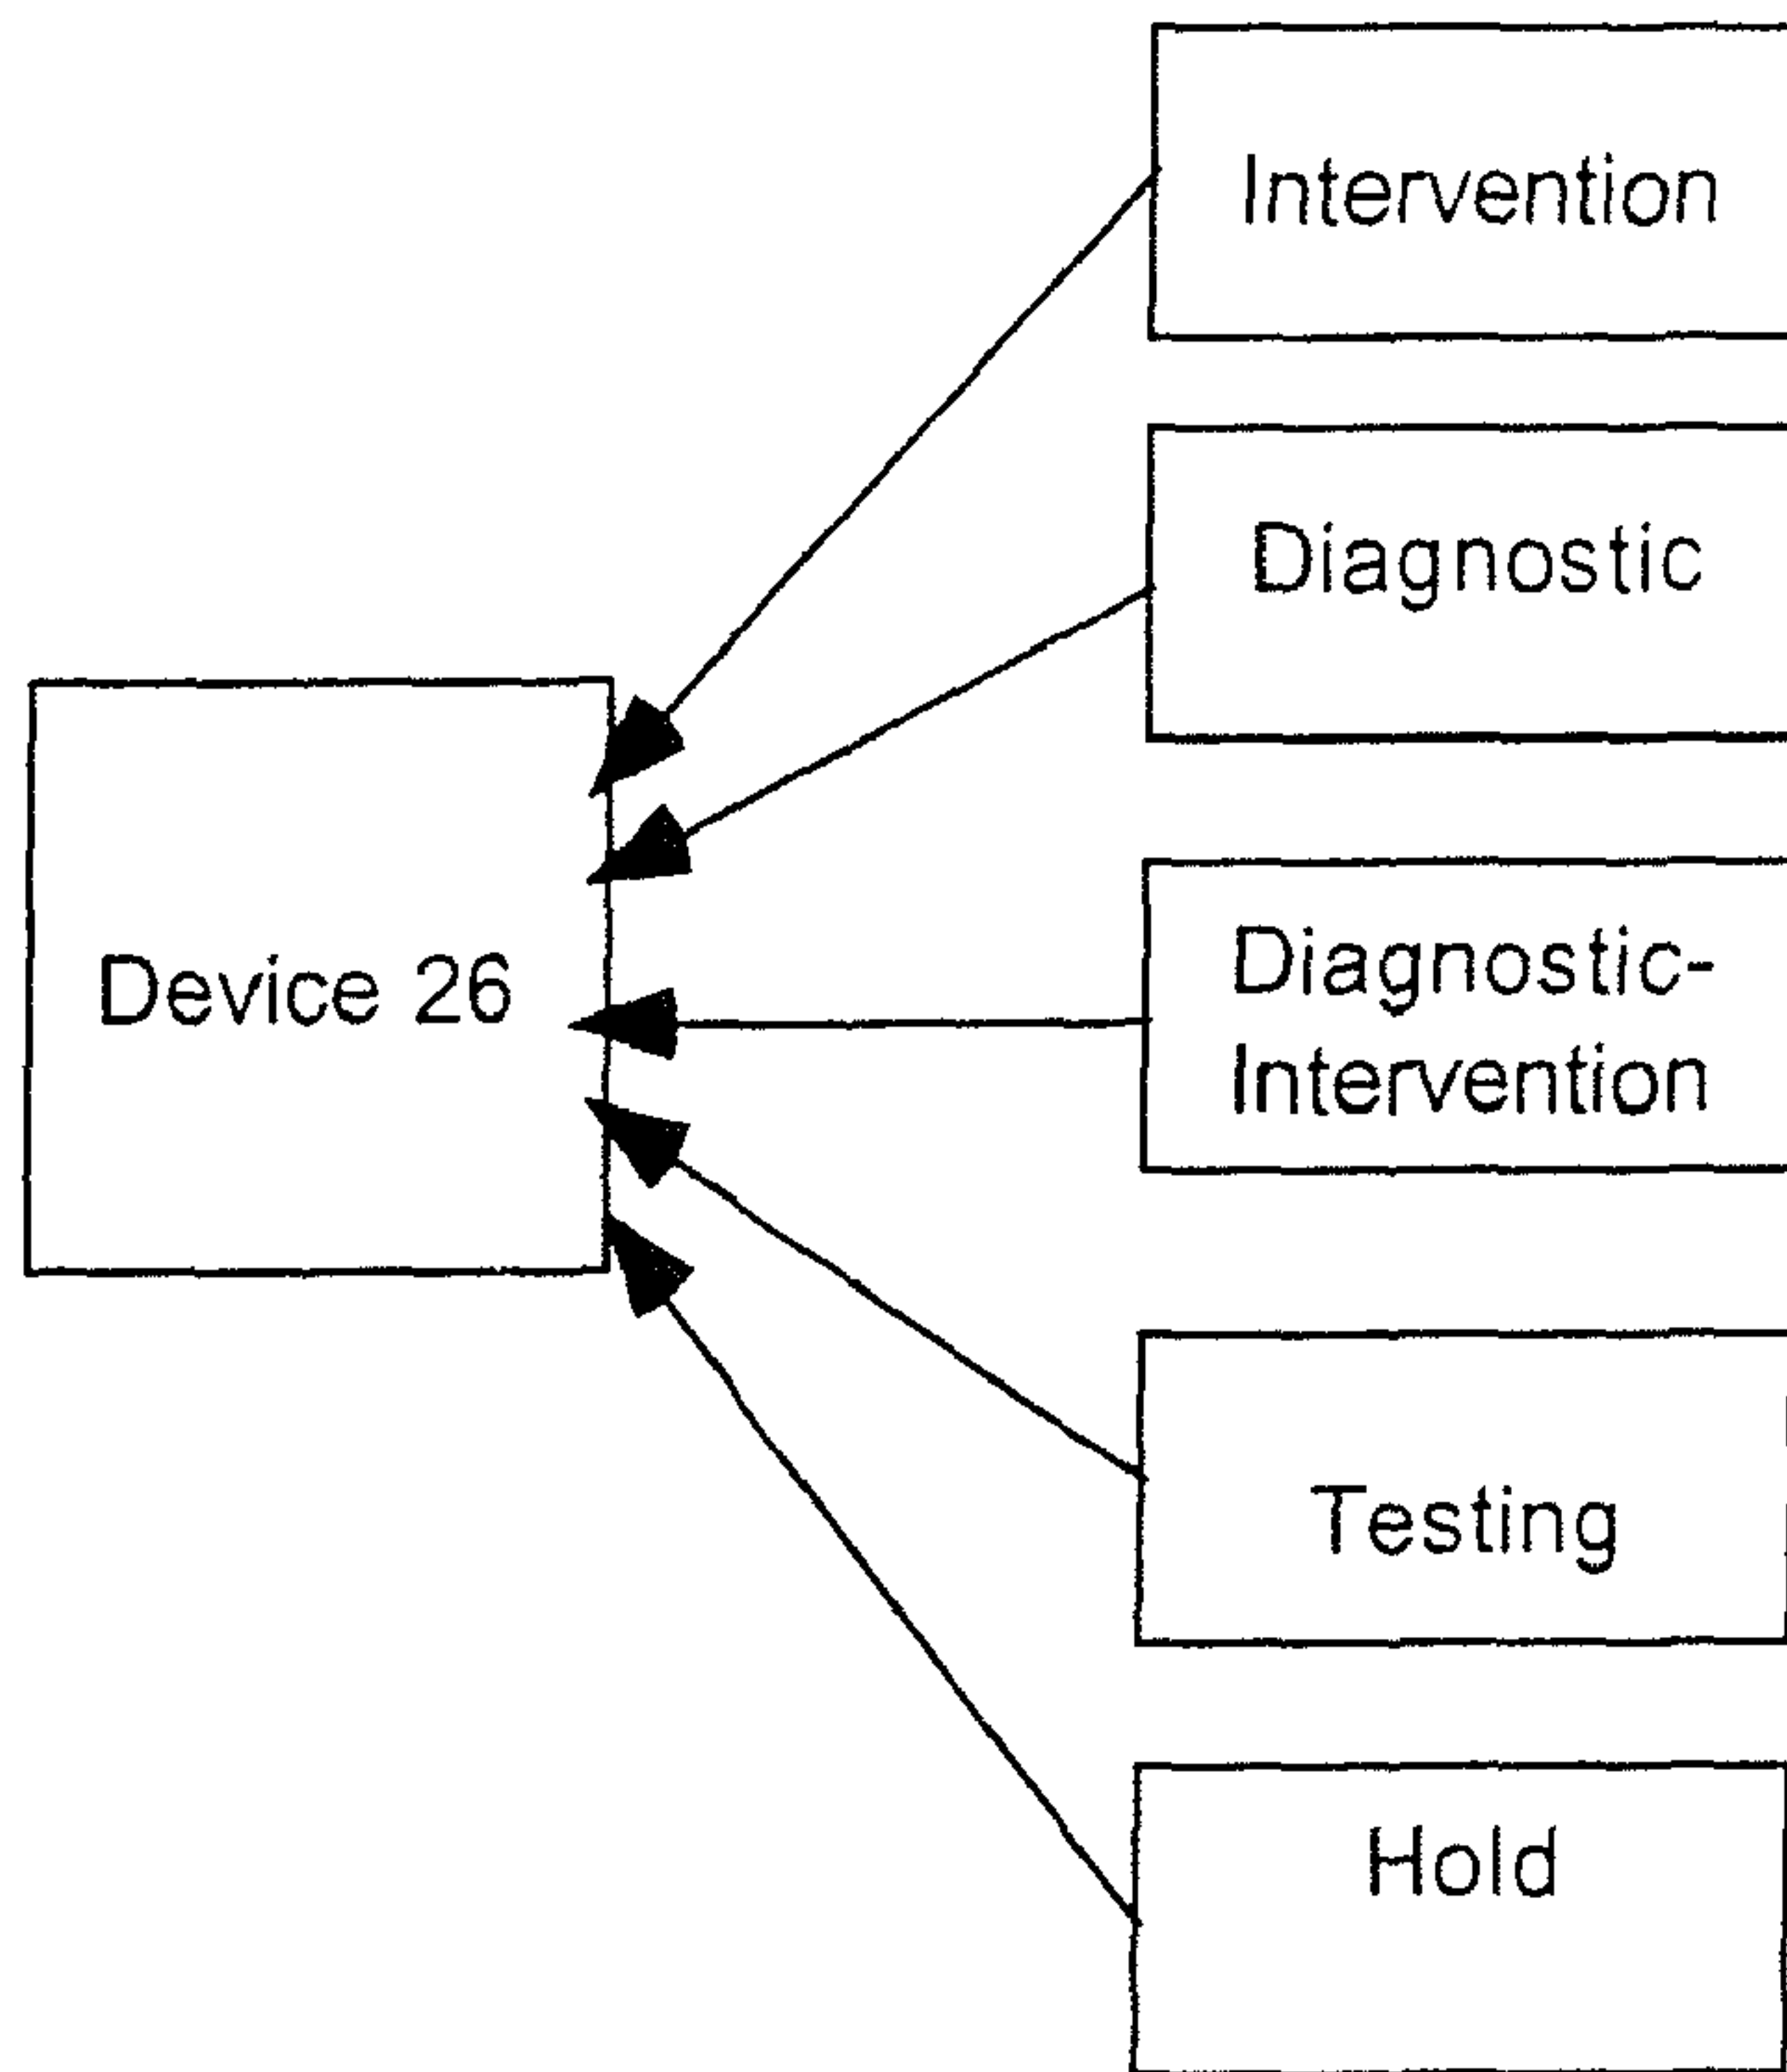 Intervention
Diagnostic
Device 26
Diagnostic-
Intervention
Testing
Hold